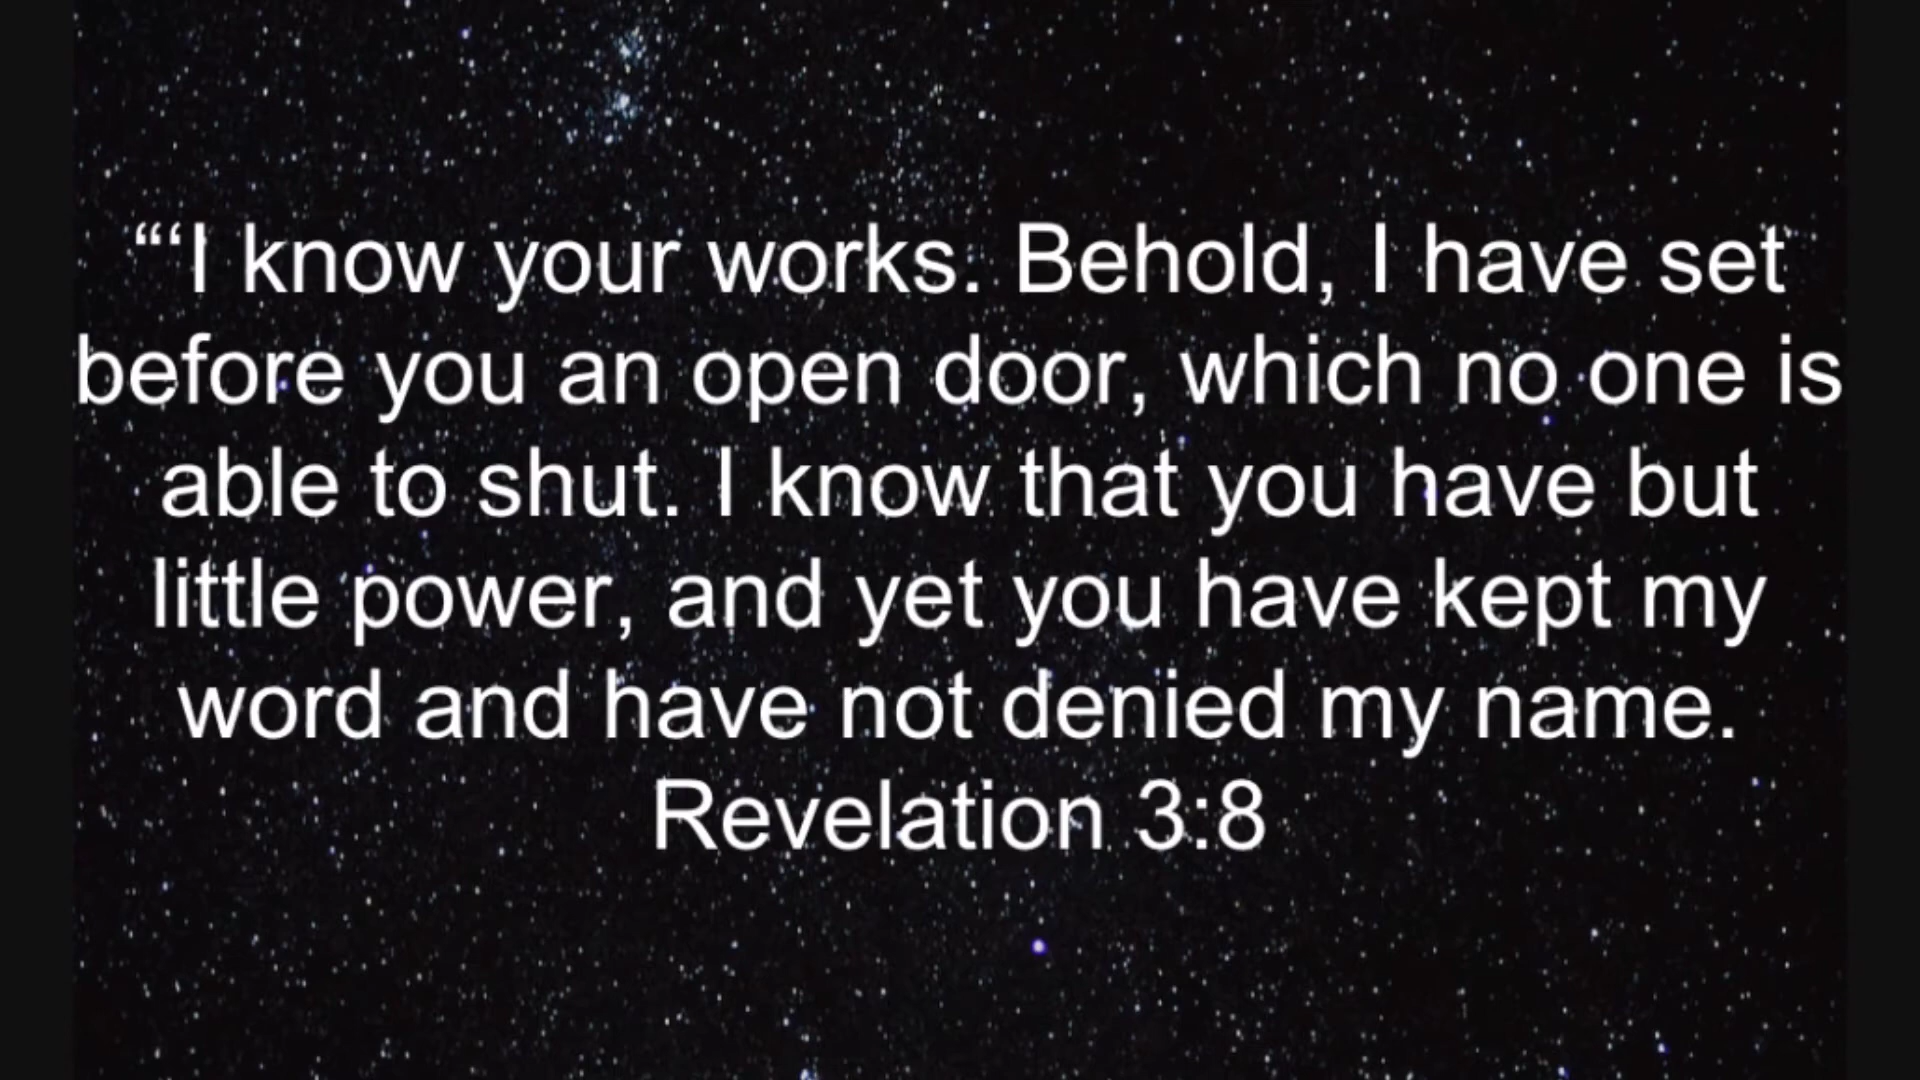 “‘I know your works. Behold, I have set
before you an open door, which no one is
able to shut. I know that you have but
little power, and yet you have kept my
word and have not denied my name.
Revelation 3:8